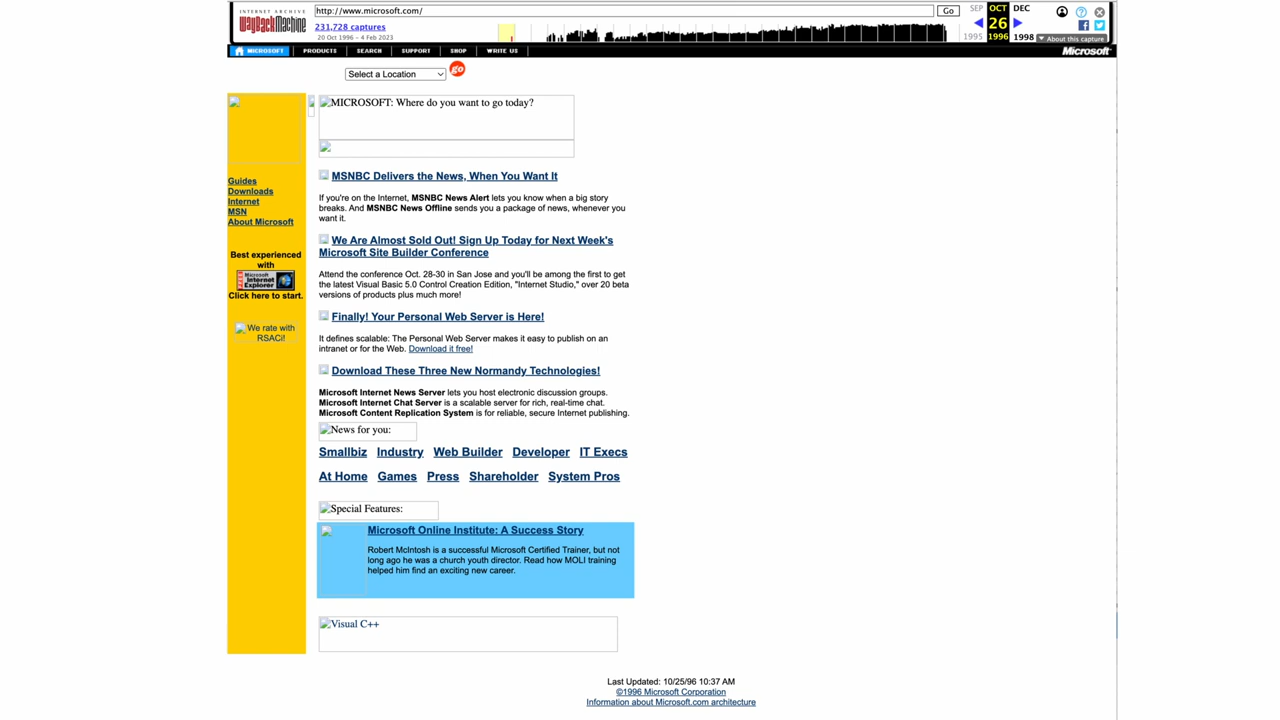 INTERNET ARCHIVE
WayBackMachine
http://www.microsoft.com/
Go
SEP OCT DEC
231,728 captures
26
20 Oct 1996 – 4 Feb 2023
1995 1996 1998
About this capture
MICROSOFT PRODUCTS SEARCH SUPPORT SHOP WRITE US
Microsoft
Select a Location
go
MICROSOFT: Where do you want to go today?
Guides
Downloads
Internet
MSN
About Microsoft
Best experienced
with
FREE
Microsoft
Internet
Explorer
Click here to start.
We rate with
RSACi!
MSNBC Delivers the News, When You Want It
If you're on the Internet, MSNBC News Alert lets you know when a big story
breaks. And MSNBC News Offline sends you a package of news, whenever you
want it.
We Are Almost Sold Out! Sign Up Today for Next Week's
Microsoft Site Builder Conference
Attend the conference Oct. 28-30 in San Jose and you'll be among the first to get
the latest Visual Basic 5.0 Control Creation Edition, "Internet Studio," over 20 beta
versions of products plus much more!
Finally! Your Personal Web Server is Here!
It defines scalable: The Personal Web Server makes it easy to publish on an
intranet or for the Web. Download it free!
Download These Three New Normandy Technologies!
Microsoft Internet News Server lets you host electronic discussion groups.
Microsoft Internet Chat Server is a scalable server for rich, real-time chat.
Microsoft Content Replication System is for reliable, secure Internet publishing.
News for you:
Smallbiz Industry Web Builder Developer IT Execs
At Home Games Press Shareholder System Pros
Special Features:
Microsoft Online Institute: A Success Story
Robert McIntosh is a successful Microsoft Certified Trainer, but not
long ago he was a church youth director. Read how MOLI training
helped him find an exciting new career.
Visual C++
Last Updated: 10/25/96 10:37 AM
©1996 Microsoft Corporation
Information about Microsoft.com architecture